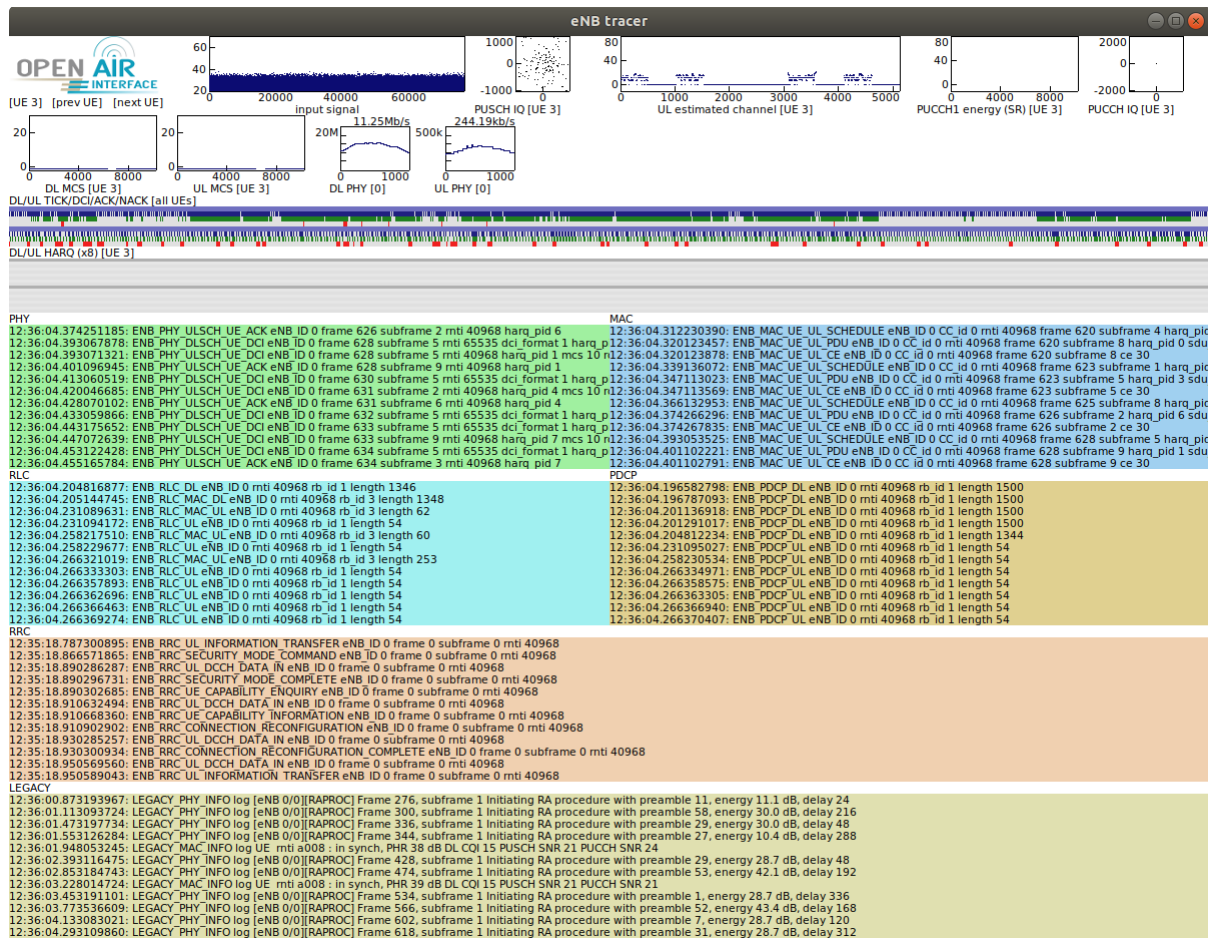 eNB tracer
OPEN AIR
INTERFACE
[UE 3] [prev UE] [next UE]
60
40
20
0 20000 40000 60000
input signal
1000
0
-1000
0
PUSCH IQ [UE 3]
80
40
0
0 1000 2000 3000 4000 5000
UL estimated channel [UE 3]
80
40
0
0 4000 8000
PUCCH1 energy (SR) [UE 3]
2000
0
-2000
0
PUCCH IQ [UE 3]
20
0
0 4000 8000
DL MCS [UE 3]
20
0
0 4000 8000
UL MCS [UE 3]
11.25Mb/s
20M
0 1000
DL PHY [0]
244.19kb/s
500k
0 1000
UL PHY [0]
DL/UL TICK/DCI/ACK/NACK [all UEs]
DL/UL HARQ (x8) [UE 3]
PHY
12:36:04.374251185: ENB_PHY_ULSCH_UE_ACK eNB_ID 0 frame 626 subframe 2 rnti 40968 harq_pid 6
12:36:04.393067878: ENB_PHY_DLSCH_UE_DCI eNB_ID 0 frame 628 subframe 5 rnti 65535 dci_format 1 harq_p
12:36:04.393071321: ENB_PHY_ULSCH_UE_DCI eNB_ID 0 frame 628 subframe 5 rnti 40968 harq_pid 1 mcs 10 n
12:36:04.401096945: ENB_PHY_ULSCH_UE_ACK eNB_ID 0 frame 628 subframe 9 rnti 40968 harq_pid 1
12:36:04.413060519: ENB_PHY_DLSCH_UE_DCI eNB_ID 0 frame 630 subframe 5 rnti 65535 dci_format 1 harq_p
12:36:04.420046685: ENB_PHY_ULSCH_UE_DCI eNB_ID 0 frame 631 subframe 2 rnti 40968 harq_pid 4 mcs 10 n
12:36:04.428070102: ENB_PHY_ULSCH_UE_ACK eNB_ID 0 frame 631 subframe 6 rnti 40968 harq_pid 4
12:36:04.433059866: ENB_PHY_DLSCH_UE_DCI eNB_ID 0 frame 632 subframe 5 rnti 65535 dci_format 1 harq_p
12:36:04.443175652: ENB_PHY_DLSCH_UE_DCI eNB_ID 0 frame 633 subframe 5 rnti 65535 dci_format 1 harq_p
12:36:04.447072639: ENB_PHY_ULSCH_UE_DCI eNB_ID 0 frame 633 subframe 9 rnti 40968 harq_pid 7 mcs 10 n
12:36:04.453122428: ENB_PHY_DLSCH_UE_DCI eNB_ID 0 frame 634 subframe 5 rnti 65535 dci_format 1 harq_p
12:36:04.455165784: ENB_PHY_ULSCH_UE_ACK eNB_ID 0 frame 634 subframe 3 rnti 40968 harq_pid 7
MAC
12:36:04.312230390: ENB_MAC_UE_UL_SCHEDULE eNB_ID 0 CC_id 0 rnti 40968 frame 620 subframe 4 harq_pid
12:36:04.320123457: ENB_MAC_UE_UL_PDU eNB_ID 0 CC_id 0 rnti 40968 frame 620 subframe 8 harq_pid 0 sdu
12:36:04.320123878: ENB_MAC_UE_UL_CE eNB_ID 0 CC_id 0 rnti 40968 frame 620 subframe 8 ce 30
12:36:04.339136072: ENB_MAC_UE_UL_SCHEDULE eNB_ID 0 CC_id 0 rnti 40968 frame 623 subframe 1 harq_pid
12:36:04.347113023: ENB_MAC_UE_UL_PDU eNB_ID 0 CC_id 0 rnti 40968 frame 623 subframe 5 harq_pid 3 sdu
12:36:04.347113569: ENB_MAC_UE_UL_CE eNB_ID 0 CC_id 0 rnti 40968 frame 623 subframe 5 ce 30
12:36:04.366132953: ENB_MAC_UE_UL_SCHEDULE eNB_ID 0 CC_id 0 rnti 40968 frame 625 subframe 8 harq_pid
12:36:04.374266296: ENB_MAC_UE_UL_PDU eNB_ID 0 CC_id 0 rnti 40968 frame 626 subframe 2 harq_pid 6 sdu
12:36:04.374267835: ENB_MAC_UE_UL_CE eNB_ID 0 CC_id 0 rnti 40968 frame 626 subframe 2 ce 30
12:36:04.393053525: ENB_MAC_UE_UL_SCHEDULE eNB_ID 0 CC_id 0 rnti 40968 frame 628 subframe 5 harq_pid
12:36:04.401102221: ENB_MAC_UE_UL_PDU eNB_ID 0 CC_id 0 rnti 40968 frame 628 subframe 9 harq_pid 1 sdu
12:36:04.401102791: ENB_MAC_UE_UL_CE eNB_ID 0 CC_id 0 rnti 40968 frame 628 subframe 9 ce 30
RLC
12:36:04.204816877: ENB_RLC_DL eNB_ID 0 rnti 40968 rb_id 1 length 1346
12:36:04.205144745: ENB_RLC_MAC_DL eNB_ID 0 rnti 40968 rb_id 3 length 1348
12:36:04.231089631: ENB_RLC_MAC_UL eNB_ID 0 rnti 40968 rb_id 3 length 62
12:36:04.231094172: ENB_RLC_UL eNB_ID 0 rnti 40968 rb_id 1 length 54
12:36:04.258217510: ENB_RLC_MAC_UL eNB_ID 0 rnti 40968 rb_id 3 length 60
12:36:04.258229677: ENB_RLC_UL eNB_ID 0 rnti 40968 rb_id 1 length 54
12:36:04.266321019: ENB_RLC_MAC_UL eNB_ID 0 rnti 40968 rb_id 3 length 253
12:36:04.266333303: ENB_RLC_UL eNB_ID 0 rnti 40968 rb_id 1 length 54
12:36:04.266357893: ENB_RLC_UL eNB_ID 0 rnti 40968 rb_id 1 length 54
12:36:04.266362696: ENB_RLC_UL eNB_ID 0 rnti 40968 rb_id 1 length 54
12:36:04.266366463: ENB_RLC_UL eNB_ID 0 rnti 40968 rb_id 1 length 54
12:36:04.266369274: ENB_RLC_UL eNB_ID 0 rnti 40968 rb_id 1 length 54
PDCP
12:36:04.196582798: ENB_PDCP_DL eNB_ID 0 rnti 40968 rb_id 1 length 1500
12:36:04.196787093: ENB_PDCP_DL eNB_ID 0 rnti 40968 rb_id 1 length 1500
12:36:04.201136918: ENB_PDCP_DL eNB_ID 0 rnti 40968 rb_id 1 length 1500
12:36:04.201291017: ENB_PDCP_DL eNB_ID 0 rnti 40968 rb_id 1 length 1500
12:36:04.204812234: ENB_PDCP_DL eNB_ID 0 rnti 40968 rb_id 1 length 1344
12:36:04.231095027: ENB_PDCP_UL eNB_ID 0 rnti 40968 rb_id 1 length 54
12:36:04.258230534: ENB_PDCP_UL eNB_ID 0 rnti 40968 rb_id 1 length 54
12:36:04.266334971: ENB_PDCP_UL eNB_ID 0 rnti 40968 rb_id 1 length 54
12:36:04.266358575: ENB_PDCP_UL eNB_ID 0 rnti 40968 rb_id 1 length 54
12:36:04.266363305: ENB_PDCP_UL eNB_ID 0 rnti 40968 rb_id 1 length 54
12:36:04.266366940: ENB_PDCP_UL eNB_ID 0 rnti 40968 rb_id 1 length 54
12:36:04.266370407: ENB_PDCP_UL eNB_ID 0 rnti 40968 rb_id 1 length 54
RRC
12:35:18.787300895: ENB_RRC_UL_INFORMATION_TRANSFER eNB_ID 0 frame 0 subframe 0 rnti 40968
12:35:18.866571865: ENB_RRC_SECURITY_MODE_COMMAND eNB_ID 0 frame 0 subframe 0 rnti 40968
12:35:18.890286287: ENB_RRC_UL_DCCH_DATA_IN eNB_ID 0 frame 0 subframe 0 rnti 40968
12:35:18.890296731: ENB_RRC_SECURITY_MODE_COMPLETE eNB_ID 0 frame 0 subframe 0 rnti 40968
12:35:18.890302685: ENB_RRC_UE_CAPABILITY_ENQUIRY eNB_ID 0 frame 0 subframe 0 rnti 40968
12:35:18.910632494: ENB_RRC_UL_DCCH_DATA_IN eNB_ID 0 frame 0 subframe 0 rnti 40968
12:35:18.910668360: ENB_RRC_UE_CAPABILITY_INFORMATION eNB_ID 0 frame 0 subframe 0 rnti 40968
12:35:18.910902902: ENB_RRC_CONNECTION_RECONFIGURATION eNB_ID 0 frame 0 subframe 0 rnti 40968
12:35:18.930285257: ENB_RRC_UL_DCCH_DATA_IN eNB_ID 0 frame 0 subframe 0 rnti 40968
12:35:18.930300934: ENB_RRC_CONNECTION_RECONFIGURATION_COMPLETE eNB_ID 0 frame 0 subframe 0 rnti 40968
12:35:18.950569560: ENB_RRC_UL_DCCH_DATA_IN eNB_ID 0 frame 0 subframe 0 rnti 40968
12:35:18.950589043: ENB_RRC_UL_INFORMATION_TRANSFER eNB_ID 0 frame 0 subframe 0 rnti 40968
LEGACY
12:36:00.873193967: LEGACY_PHY_INFO log [eNB 0/0][RAPROC] Frame 276, subframe 1 Initiating RA procedure with preamble 11, energy 11.1 dB, delay 24
12:36:01.113093724: LEGACY_PHY_INFO log [eNB 0/0][RAPROC] Frame 300, subframe 1 Initiating RA procedure with preamble 58, energy 30.0 dB, delay 216
12:36:01.473197734: LEGACY_PHY_INFO log [eNB 0/0][RAPROC] Frame 336, subframe 1 Initiating RA procedure with preamble 29, energy 30.0 dB, delay 48
12:36:01.553126284: LEGACY_PHY_INFO log [eNB 0/0][RAPROC] Frame 344, subframe 1 Initiating RA procedure with preamble 27, energy 10.4 dB, delay 288
12:36:01.948053245: LEGACY_MAC_INFO log UE rnti a008 : in synch, PHR 38 dB DL CQI 15 PUSCH SNR 21 PUCCH SNR 24
12:36:02.393116475: LEGACY_PHY_INFO log [eNB 0/0][RAPROC] Frame 428, subframe 1 Initiating RA procedure with preamble 29, energy 28.7 dB, delay 48
12:36:02.853184743: LEGACY_PHY_INFO log [eNB 0/0][RAPROC] Frame 474, subframe 1 Initiating RA procedure with preamble 53, energy 42.1 dB, delay 192
12:36:03.228014724: LEGACY_MAC_INFO log UE rnti a008 : in synch, PHR 39 dB DL CQI 15 PUSCH SNR 21 PUCCH SNR 21
12:36:03.453191101: LEGACY_PHY_INFO log [eNB 0/0][RAPROC] Frame 534, subframe 1 Initiating RA procedure with preamble 1, energy 28.7 dB, delay 336
12:36:03.773536609: LEGACY_PHY_INFO log [eNB 0/0][RAPROC] Frame 566, subframe 1 Initiating RA procedure with preamble 52, energy 43.4 dB, delay 168
12:36:04.133083021: LEGACY_PHY_INFO log [eNB 0/0][RAPROC] Frame 602, subframe 1 Initiating RA procedure with preamble 7, energy 28.7 dB, delay 120
12:36:04.293109860: LEGACY_PHY_INFO log [eNB 0/0][RAPROC] Frame 618, subframe 1 Initiating RA procedure with preamble 31, energy 28.7 dB, delay 312